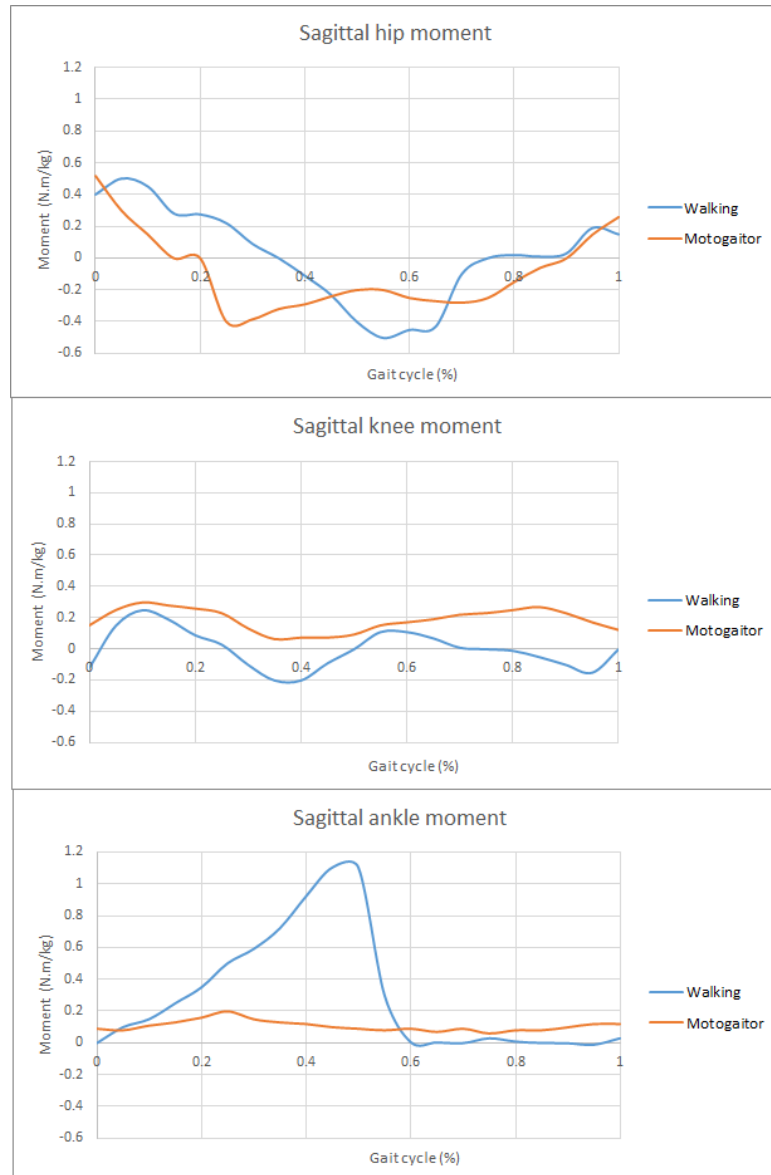 Sagittal hip moment
1.2
1
0.8
0.6
0.4
0.2
0
-0.2
-0.4
-0.6
0 0.2 0.4 0.6 0.8 1
Moment (N.m/kg)
Gait cycle (%)
Walking
Motogaitor
Sagittal knee moment
1.2
1
0.8
0.6
0.4
0.2
0
-0.2
-0.4
-0.6
0 0.2 0.4 0.6 0.8 1
Moment (N.m/kg)
Gait cycle (%)
Walking
Motogaitor
Sagittal ankle moment
1.2
1
0.8
0.6
0.4
0.2
0
-0.2
-0.4
-0.6
0 0.2 0.4 0.6 0.8 1
Moment (N.m/kg)
Gait cycle (%)
Walking
Motogaitor